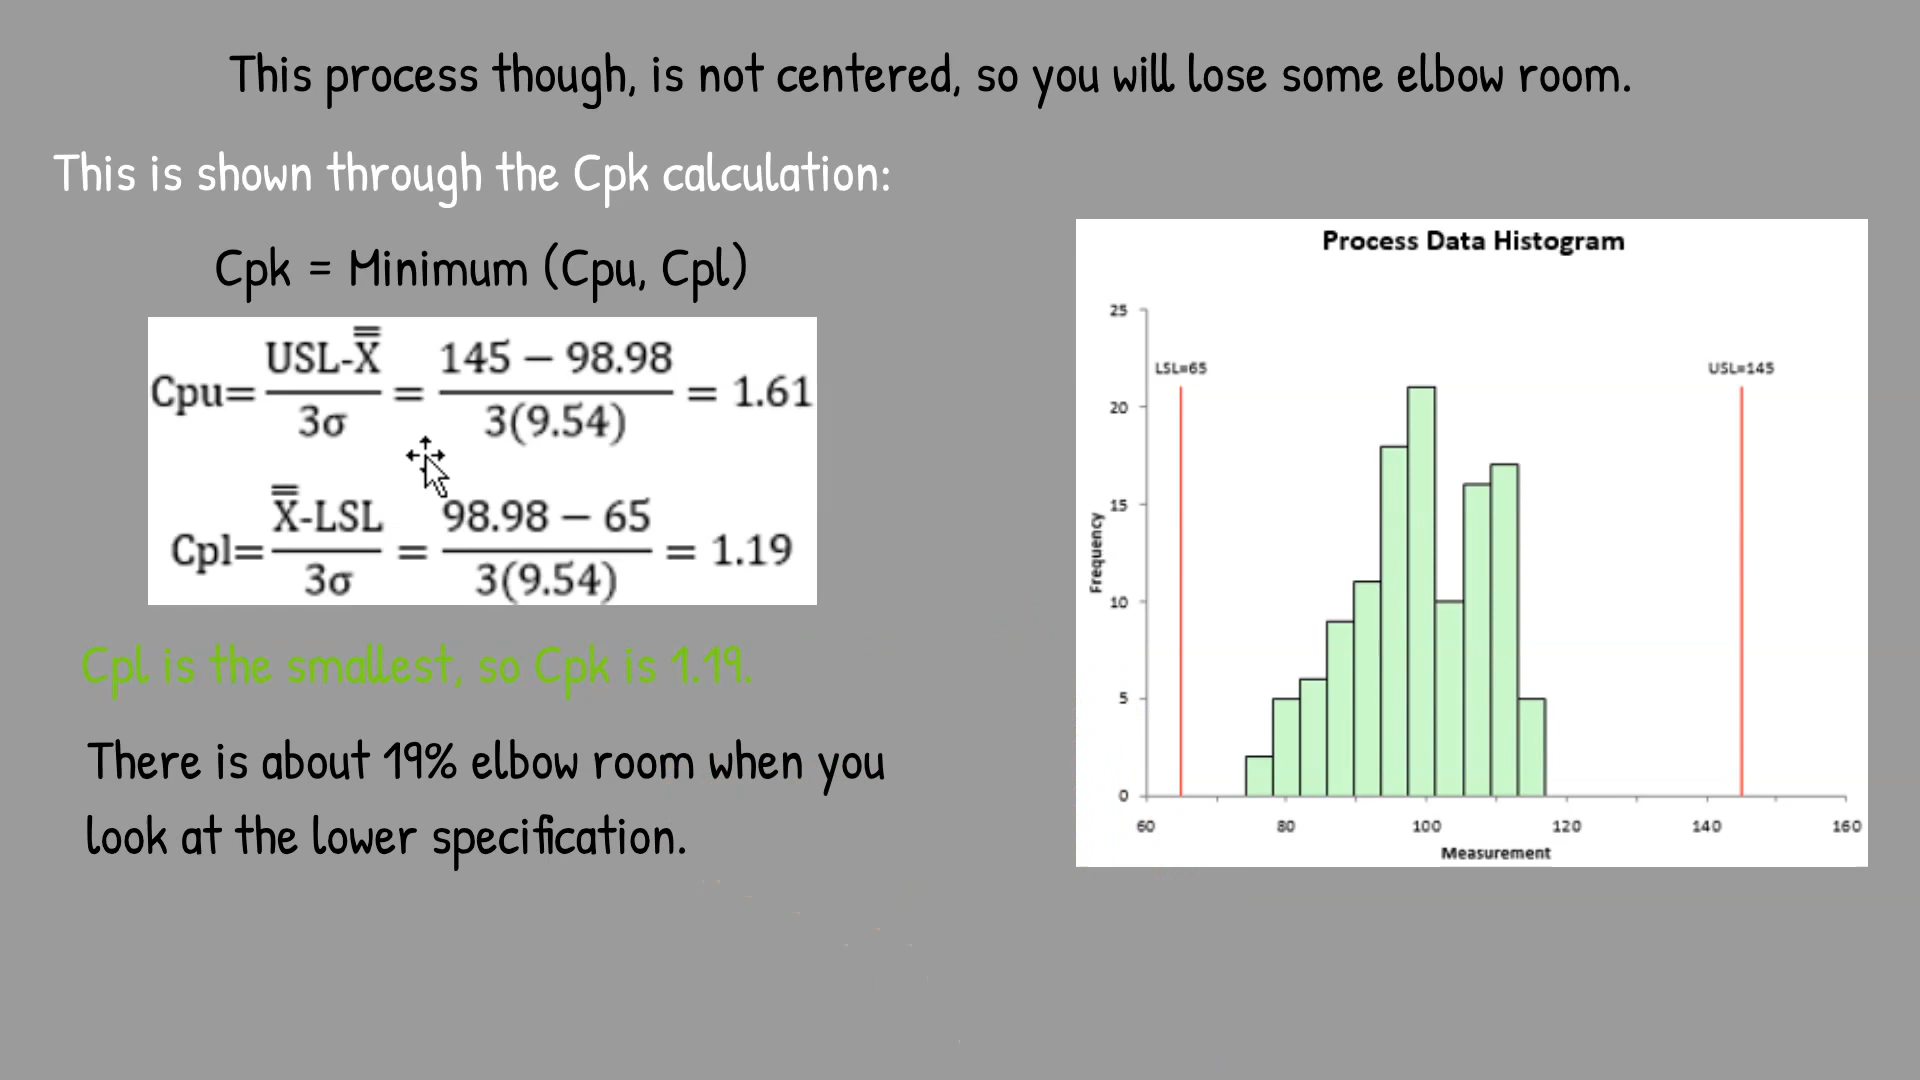 This process though, is not centered, so you will lose some elbow room.
This is shown through the Cpk calculation:
Cpk = Minimum (Cpu, Cpl)
Cpu= USL-X̿ / 3σ = 145 − 98.98 / 3(9.54) = 1.61
Cpl= X̿-LSL / 3σ = 98.98 − 65 / 3(9.54) = 1.19
Cpl is the smallest, so Cpk is 1.19.
There is about 19% elbow room when you
look at the lower specification.
Process Data Histogram
25
LSL=65 USL=145
20
15
Frequency
10
5
0
60 80 100 120 140 160
Measurement